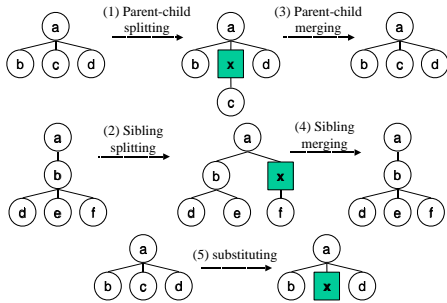 (1) Parent-child splitting
(3) Parent-child merging
a a a
b c d b x d b c d
c
(2) Sibling splitting
(4) Sibling merging
a a a
b b x b
d e f d e f d e f
(5) substituting
a a
b c d b x d